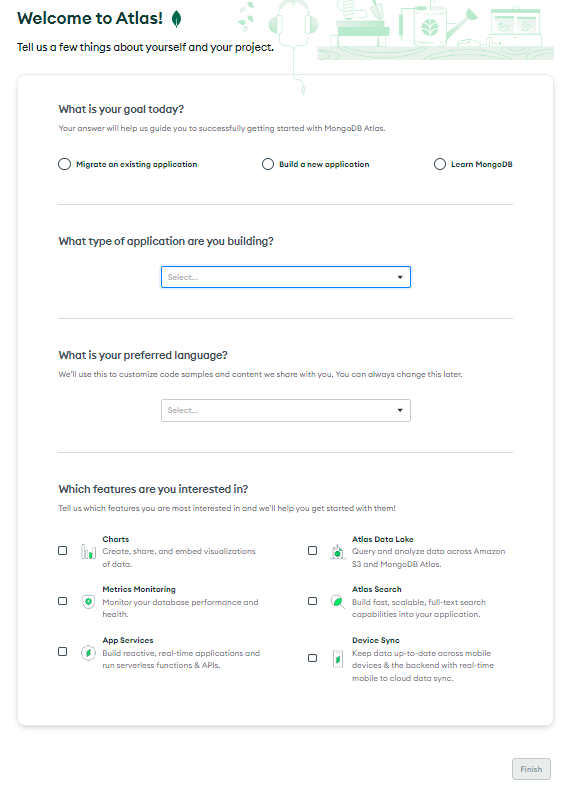 Welcome to Atlas!
Tell us a few things about yourself and your project.
What is your goal today?
Your answer will help us guide you to successfully getting started with MongoDB Atlas.
Migrate an existing application
Build a new application
Learn MongoDB
What type of application are you building?
Select...
What is your preferred language?
We'll use this to customize code samples and content we share with you. You can always change this later.
Select...
Which features are you interested in?
Tell us which features you are most interested in and we'll help you get started with them!
Charts
Create, share, and embed visualizations
of data.
Atlas Data Lake
Query and analyze data across Amazon
S3 and MongoDB Atlas.
Metrics Monitoring
Monitor your database performance and
health.
Atlas Search
Build fast, scalable, full-text search
capabilities into your application.
App Services
Build reactive, real-time applications and
run serverless functions & APIs.
Device Sync
Keep data up-to-date across mobile
devices & the backend with real-time
mobile to cloud data sync.
Finish